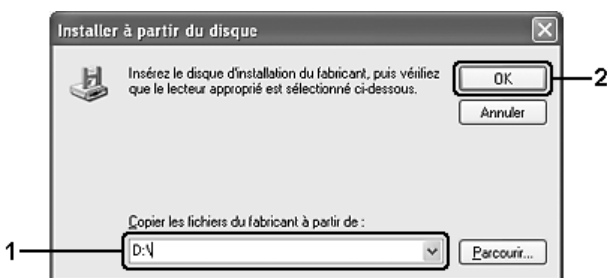 Installer à partir du disque
Insérez le disque d'installation du fabricant, puis vérifiez
que le lecteur approprié est sélectionné ci-dessous.
OK
2
Annuler
Copier les fichiers du fabricant à partir de :
1
D:\
Parcourir...